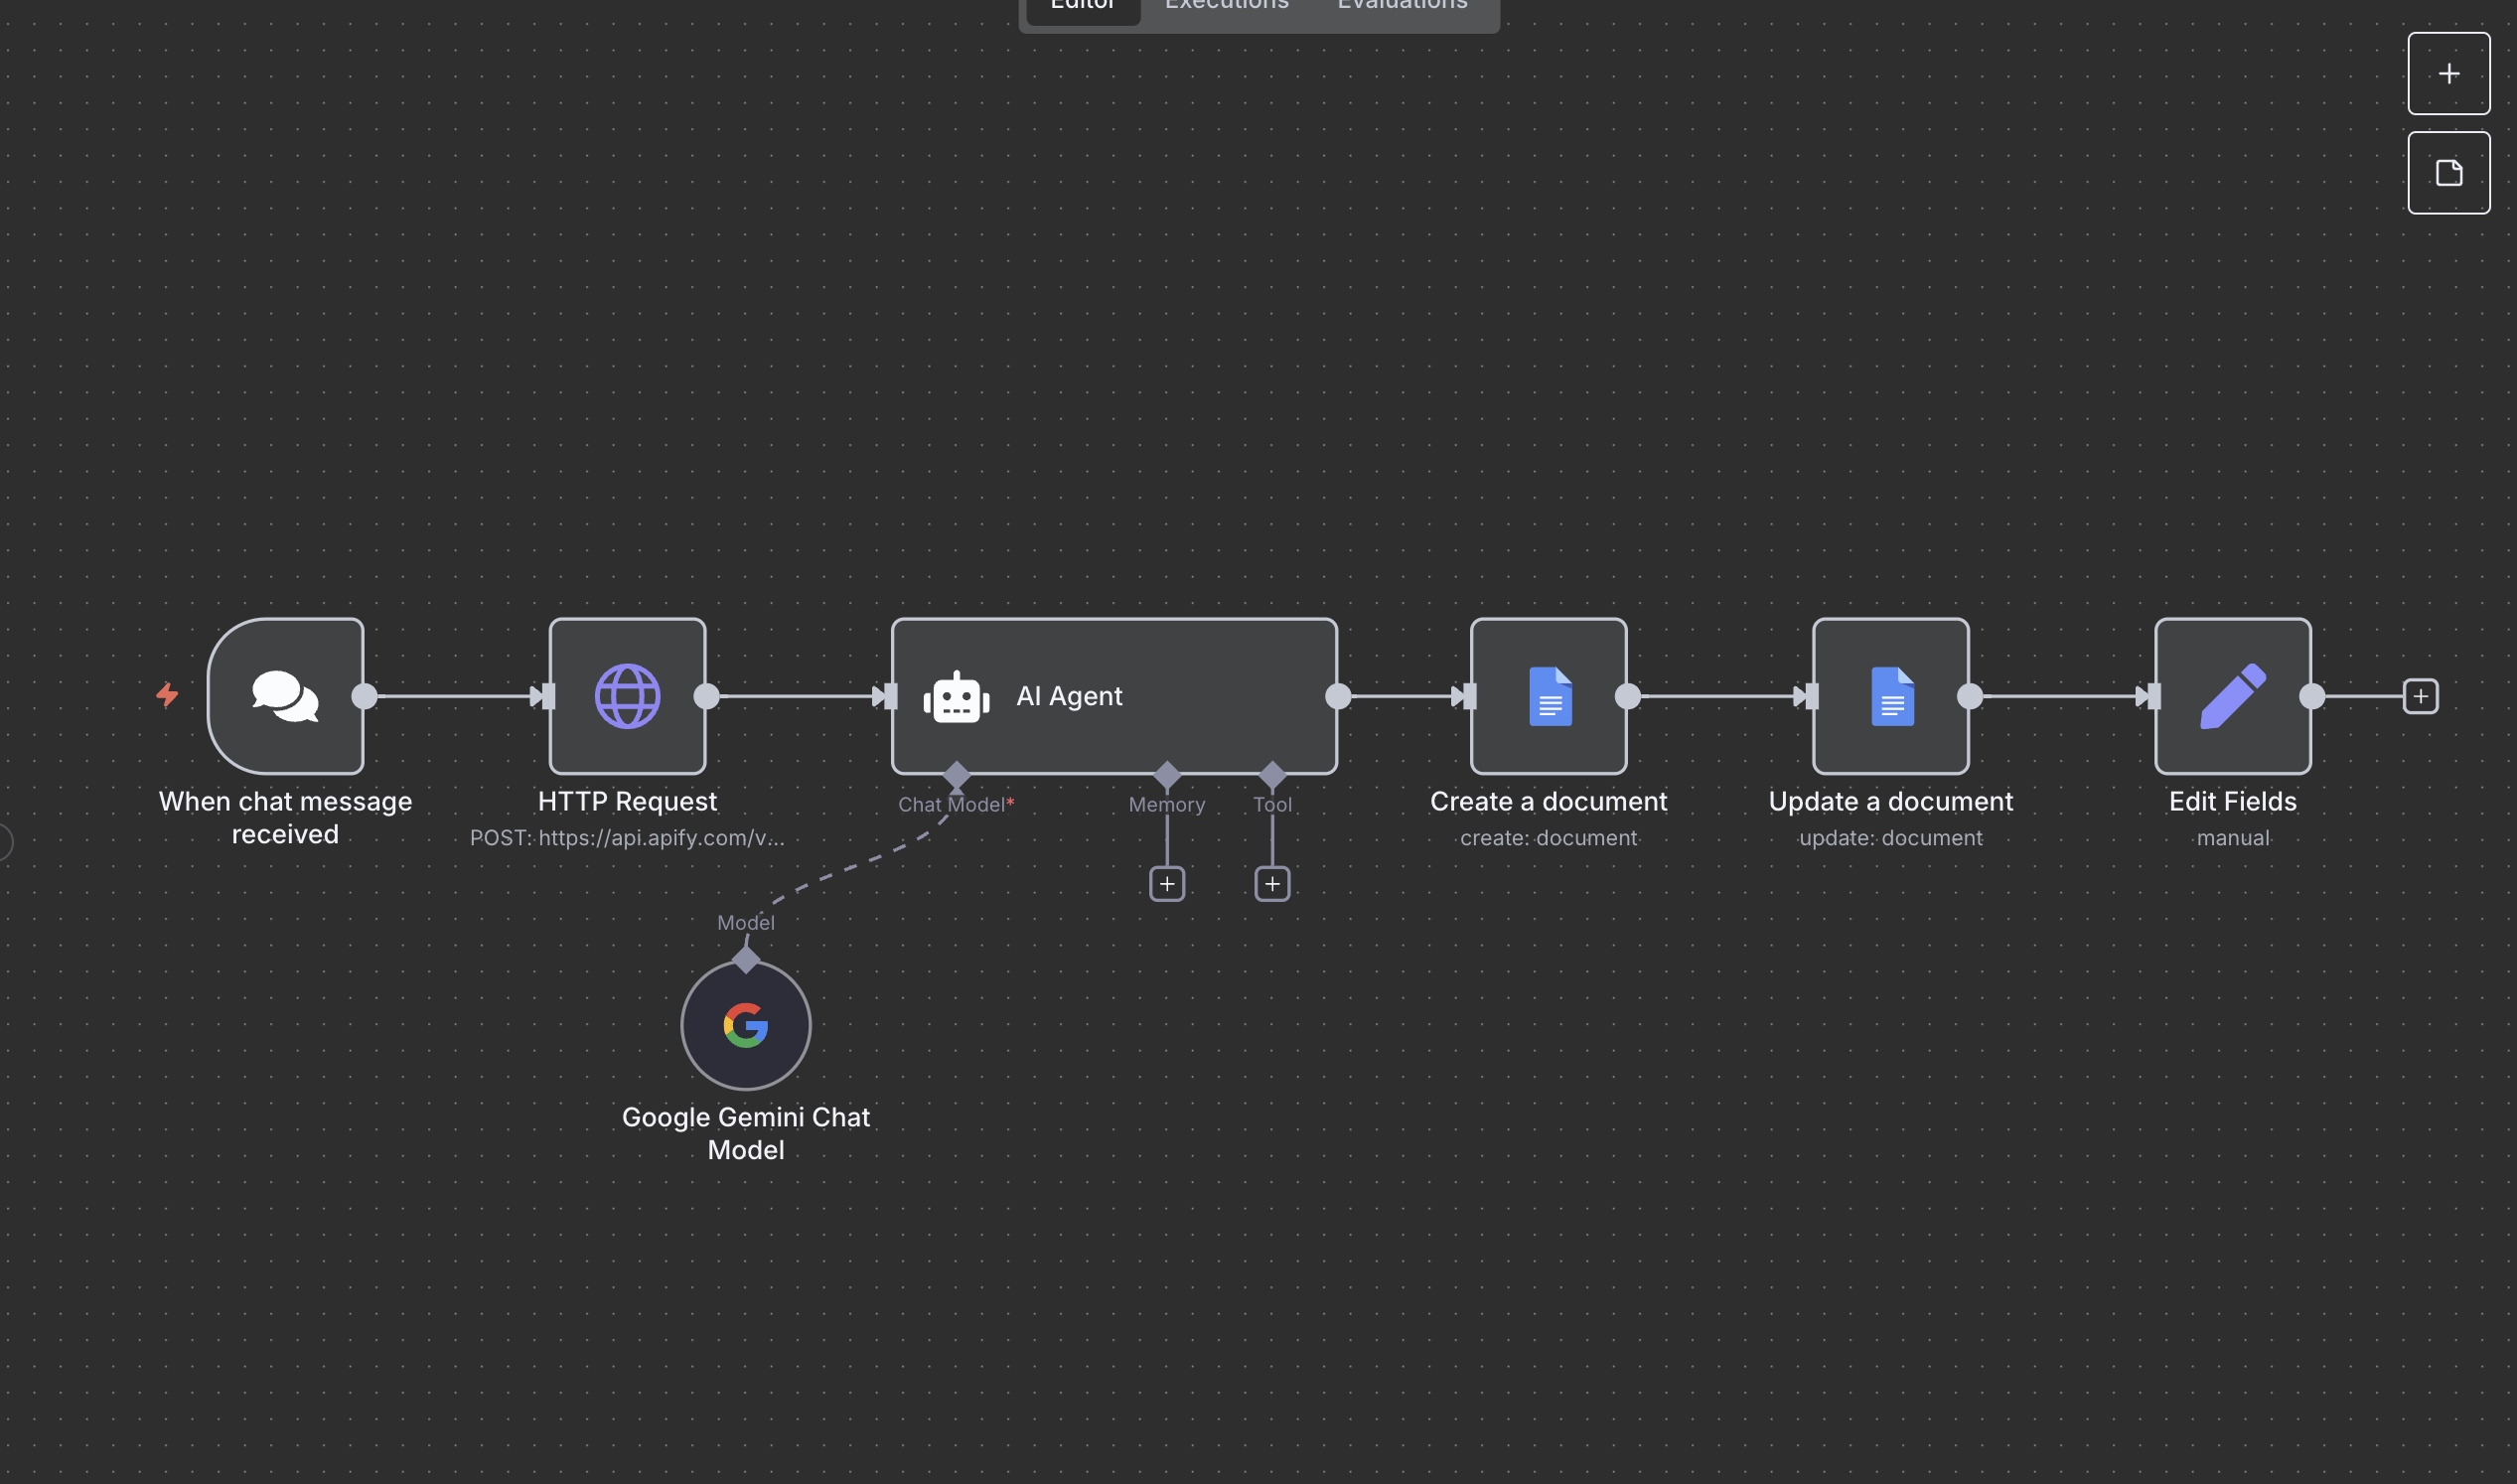 Editor
Executions
Evaluations
AI Agent
When chat message
received
HTTP Request
POST: https://api.apify.com/v...
Chat Model*
Memory
Tool
Create a document
create: document
Update a document
update: document
Edit Fields
manual
Model
Google Gemini Chat
Model